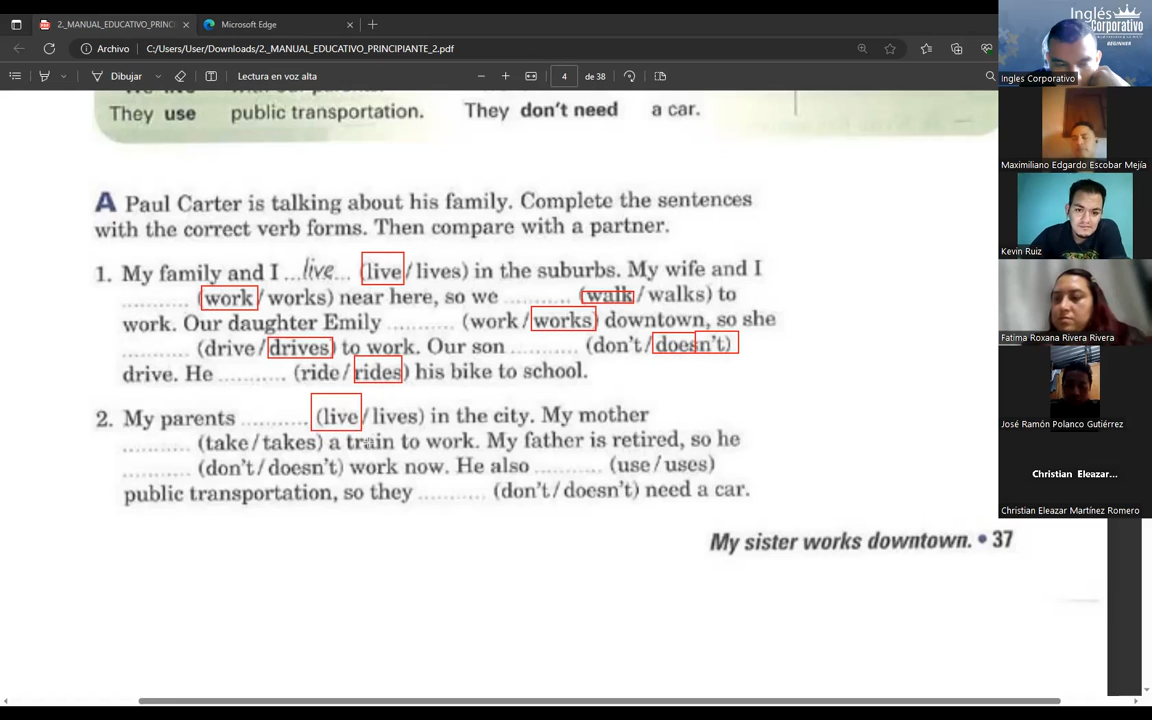 2._MANUAL_EDUCATIVO_PRINC
Microsoft Edge
Archivo
C:/Users/User/Downloads/2._MANUAL_EDUCATIVO_PRINCIPIANTE_2.pdf
Dibujar
Lectura en voz alta
4
de 38
They use public transportation. They don't need a car.
A Paul Carter is talking about his family. Complete the sentences
with the correct verb forms. Then compare with a partner.
1. My family and I ...live... (live/lives) in the suburbs. My wife and I
.......... (work/works) near here, so we .......... (walk/walks) to
work. Our daughter Emily .......... (work/works) downtown, so she
.......... (drive/drives) to work. Our son .......... (don't/doesn't)
drive. He .......... (ride/rides) his bike to school.
2. My parents .......... (live/lives) in the city. My mother
.......... (take/takes) a train to work. My father is retired, so he
.......... (don't/doesn't) work now. He also .......... (use/uses)
public transportation, so they .......... (don't/doesn't) need a car.
My sister works downtown. • 37
Inglés
Corporativo
BEGINNER
Ingles Corporativo
Maximiliano Edgardo Escobar Mejía
Kevin Ruiz
Fatima Roxana Rivera Rivera
José Ramón Polanco Gutiérrez
Christian Eleazar...
Christian Eleazar Martínez Romero